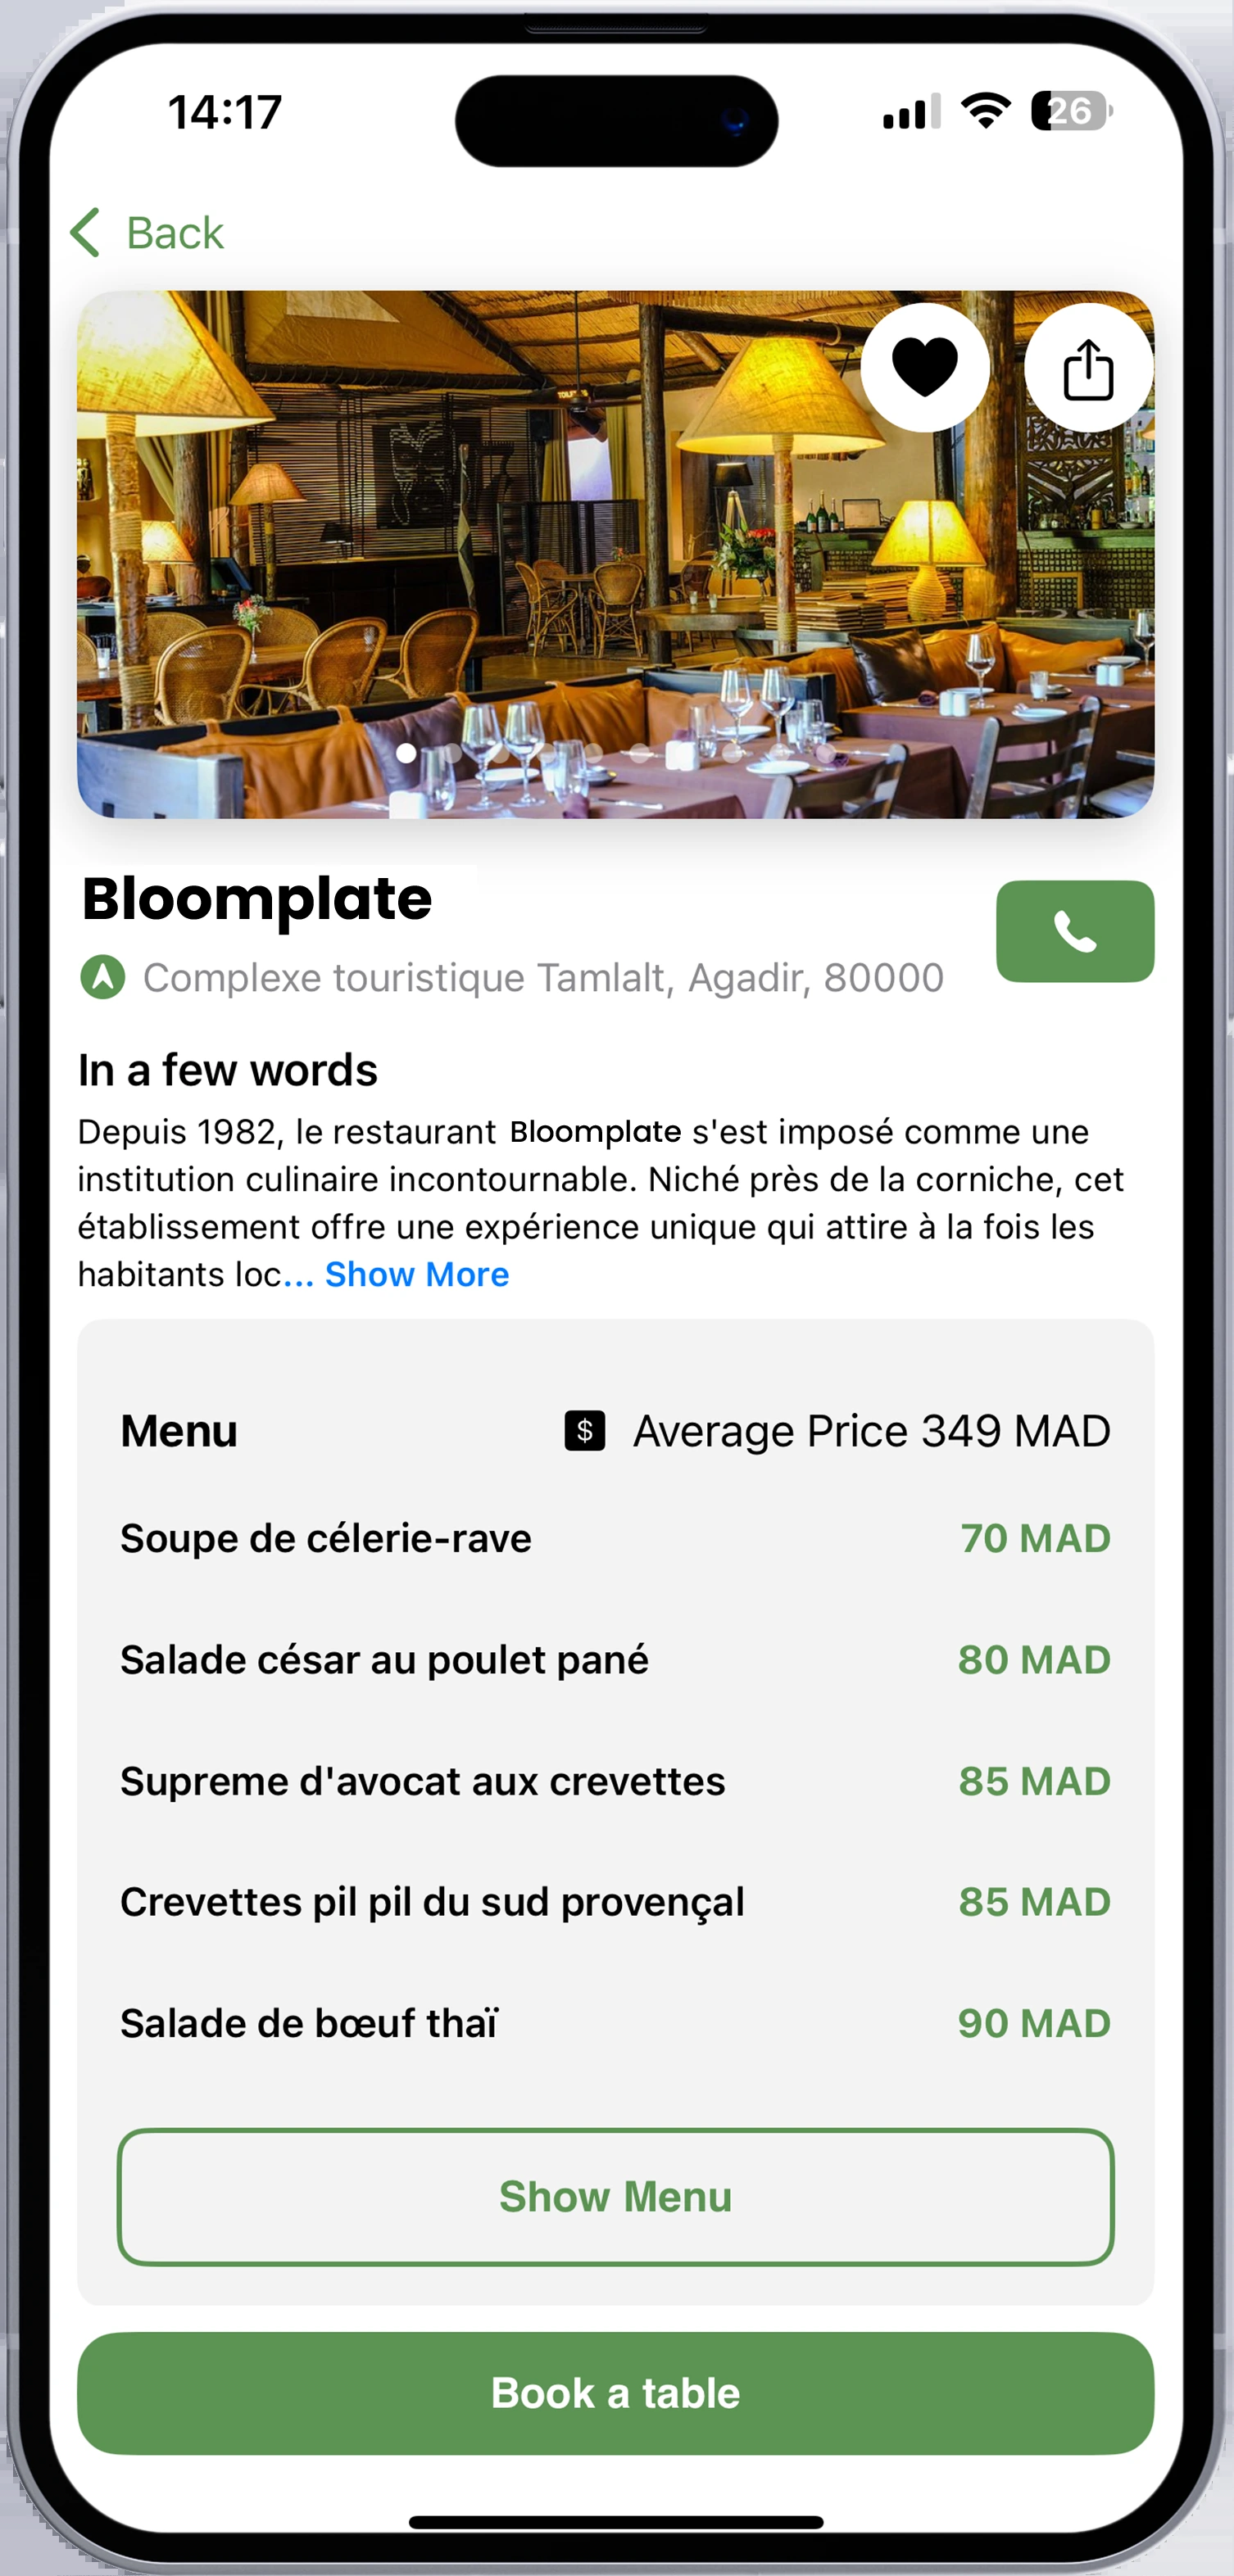 14:17
26
Back
TOILETTES
Bloomplate
Complexe touristique Tamlalt, Agadir, 80000
In a few words
Depuis 1982, le restaurant Bloomplate s'est imposé comme une
institution culinaire incontournable. Niché près de la corniche, cet
établissement offre une expérience unique qui attire à la fois les
habitants loc... Show More
Menu
$ Average Price 349 MAD
Soupe de célerie-rave
70 MAD
Salade césar au poulet pané
80 MAD
Supreme d'avocat aux crevettes
85 MAD
Crevettes pil pil du sud provençal
85 MAD
Salade de bœuf thaï
90 MAD
Show Menu
Book a table